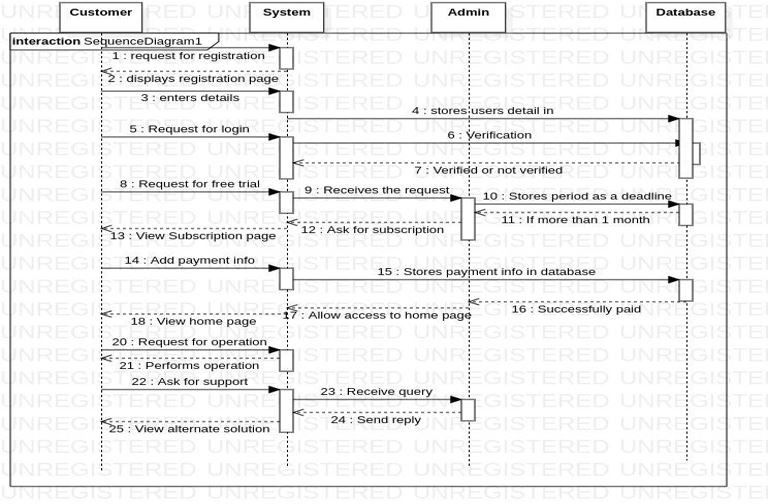 Customer
System
Admin
Database
interaction SequenceDiagram1
1 : request for registration
2 : displays registration page
3 : enters details
4 : stores users detail in
5 : Request for login
6 : Verification
7 : Verified or not verified
8 : Request for free trial
9 : Receives the request
10 : Stores period as a deadline
11 : If more than 1 month
12 : Ask for subscription
13 : View Subscription page
14 : Add payment info
15 : Stores payment info in database
16 : Successfully paid
17 : Allow access to home page
18 : View home page
20 : Request for operation
21 : Performs operation
22 : Ask for support
23 : Receive query
24 : Send reply
25 : View alternate solution
UNREGISTERED